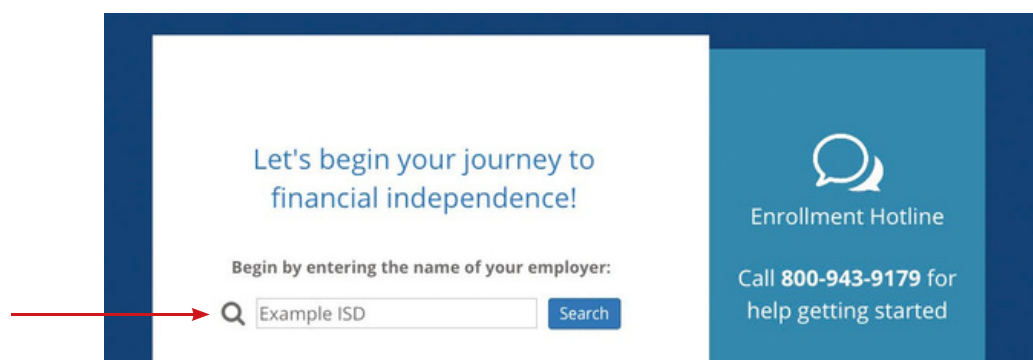 Let's begin your journey to
financial independence!
Begin by entering the name of your employer:
Example ISD
Search
Enrollment Hotline
Call 800-943-9179 for
help getting started